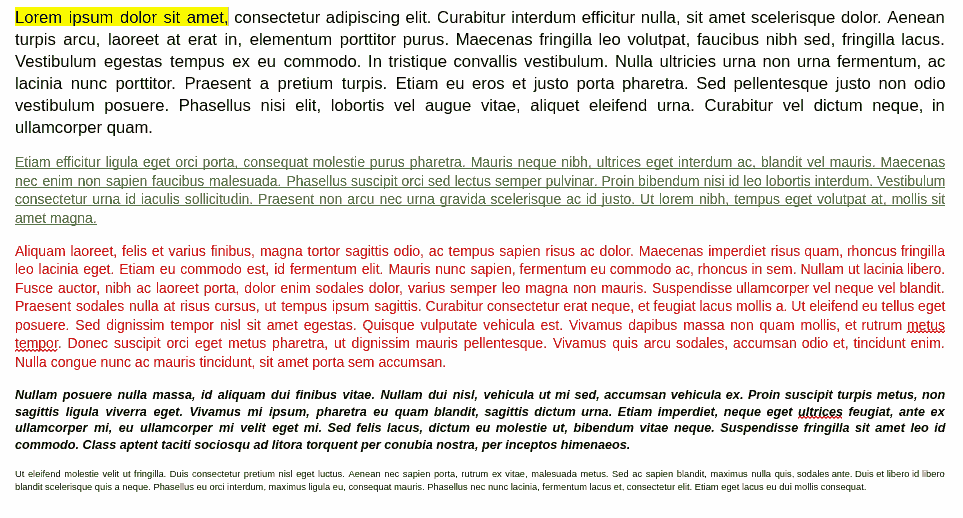 Lorem ipsum dolor sit amet, consectetur adipiscing elit. Curabitur interdum efficitur nulla, sit amet scelerisque dolor. Aenean
turpis arcu, laoreet at erat in, elementum porttitor purus. Maecenas fringilla leo volutpat, faucibus nibh sed, fringilla lacus.
Vestibulum egestas tempus ex eu commodo. In tristique convallis vestibulum. Nulla ultricies urna non urna fermentum, ac
lacinia nunc porttitor. Praesent a pretium turpis. Etiam eu eros et justo porta pharetra. Sed pellentesque justo non odio
vestibulum posuere. Phasellus nisi elit, lobortis vel augue vitae, aliquet eleifend urna. Curabitur vel dictum neque, in
ullamcorper quam.
Etiam efficitur ligula eget orci porta, consequat molestie purus pharetra. Mauris neque nibh, ultrices eget interdum ac, blandit vel mauris. Maecenas
nec enim non sapien faucibus malesuada. Phasellus suscipit orci sed lectus semper pulvinar. Proin bibendum nisi id leo lobortis interdum. Vestibulum
consectetur urna id iaculis sollicitudin. Praesent non arcu nec urna gravida scelerisque ac id justo. Ut lorem nibh, tempus eget volutpat at, mollis sit
amet magna.
Aliquam laoreet, felis et varius finibus, magna tortor sagittis odio, ac tempus sapien risus ac dolor. Maecenas imperdiet risus quam, rhoncus fringilla
leo lacinia eget. Etiam eu commodo est, id fermentum elit. Mauris nunc sapien, fermentum eu commodo ac, rhoncus in sem. Nullam ut lacinia libero.
Fusce auctor, nibh ac laoreet porta, dolor enim sodales dolor, varius semper leo magna non mauris. Suspendisse ullamcorper vel neque vel blandit.
Praesent sodales nulla at risus cursus, ut tempus ipsum sagittis. Curabitur consectetur erat neque, et feugiat lacus mollis a. Ut eleifend eu tellus eget
posuere. Sed dignissim tempor nisl sit amet egestas. Quisque vulputate vehicula est. Vivamus dapibus massa non quam mollis, et rutrum metus
tempor. Donec suscipit orci eget metus pharetra, ut dignissim mauris pellentesque. Vivamus quis arcu sodales, accumsan odio et, tincidunt enim.
Nulla congue nunc ac mauris tincidunt, sit amet porta sem accumsan.
Nullam posuere nulla massa, id aliquam dui finibus vitae. Nullam dui nisl, vehicula ut mi sed, accumsan vehicula ex. Proin suscipit turpis metus, non
sagittis ligula viverra eget. Vivamus mi ipsum, pharetra eu quam blandit, sagittis dictum urna. Etiam imperdiet, neque eget ultrices feugiat, ante ex
ullamcorper mi, eu ullamcorper mi velit eget mi. Sed felis lacus, dictum eu molestie ut, bibendum vitae neque. Suspendisse fringilla sit amet leo id
commodo. Class aptent taciti sociosqu ad litora torquent per conubia nostra, per inceptos himenaeos.
Ut eleifend molestie velit ut fringilla. Duis consectetur pretium nisl eget luctus. Aenean nec sapien porta, rutrum ex vitae, malesuada metus. Sed ac sapien blandit, maximus nulla quis, sodales ante. Duis et libero id libero
blandit scelerisque quis a neque. Phasellus eu orci interdum, maximus ligula eu, consequat mauris. Phasellus nec nunc lacinia, fermentum lacus et, consectetur elit. Etiam eget lacus eu dui mollis consequat.